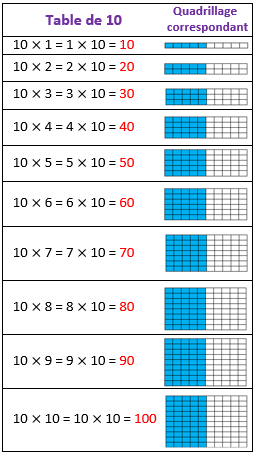 Table de 10
Quadrillage
correspondant
10 × 1 = 1 × 10 = 10
10 × 2 = 2 × 10 = 20
10 × 3 = 3 × 10 = 30
10 × 4 = 4 × 10 = 40
10 × 5 = 5 × 10 = 50
10 × 6 = 6 × 10 = 60
10 × 7 = 7 × 10 = 70
10 × 8 = 8 × 10 = 80
10 × 9 = 9 × 10 = 90
10 × 10 = 10 × 10 = 100